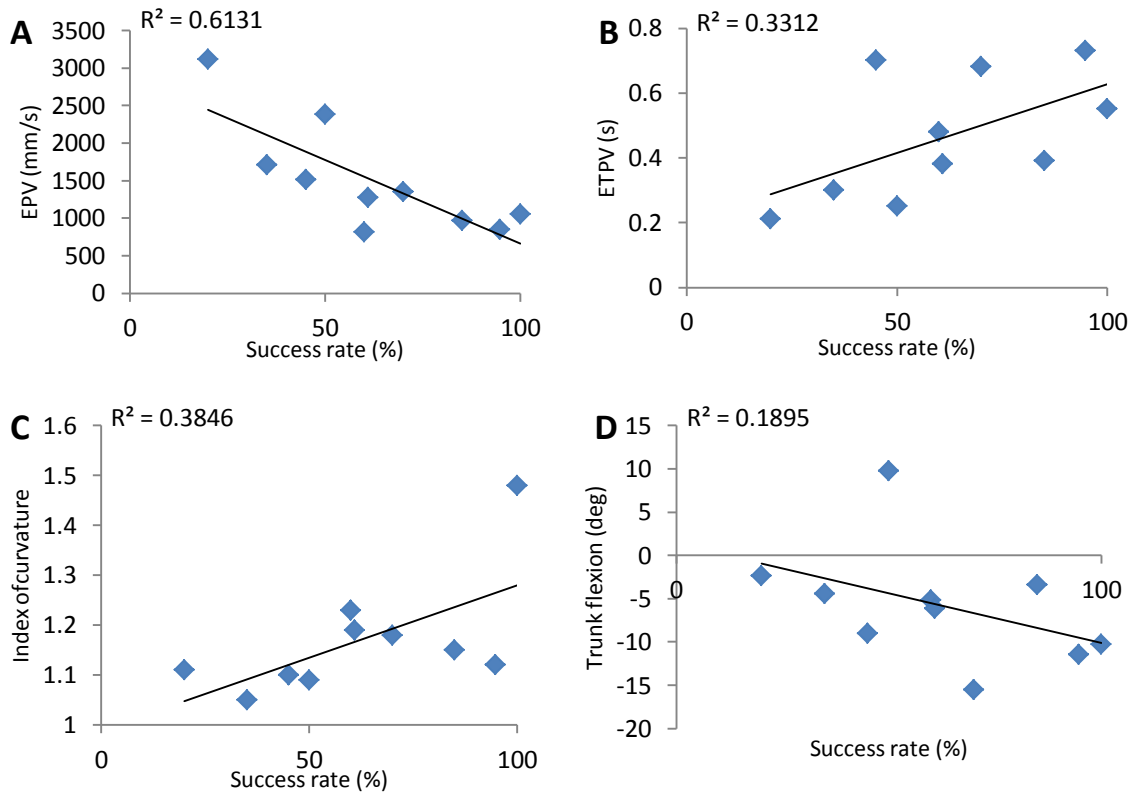 A
R² = 0.6131
EPV (mm/s)
3500
3000
2500
2000
1500
1000
500
0
0 50 100
Success rate (%)
B
R² = 0.3312
ETPV (s)
0.8
0.6
0.4
0.2
0
0 50 100
Success rate (%)
C
R² = 0.3846
Index ofcurvature
1.6
1.5
1.4
1.3
1.2
1.1
1
0 50 100
Success rate (%)
D
R² = 0.1895
Trunk flexion (deg)
15
10
5
0
-5
-10
-15
-20
0 100
Success rate (%)